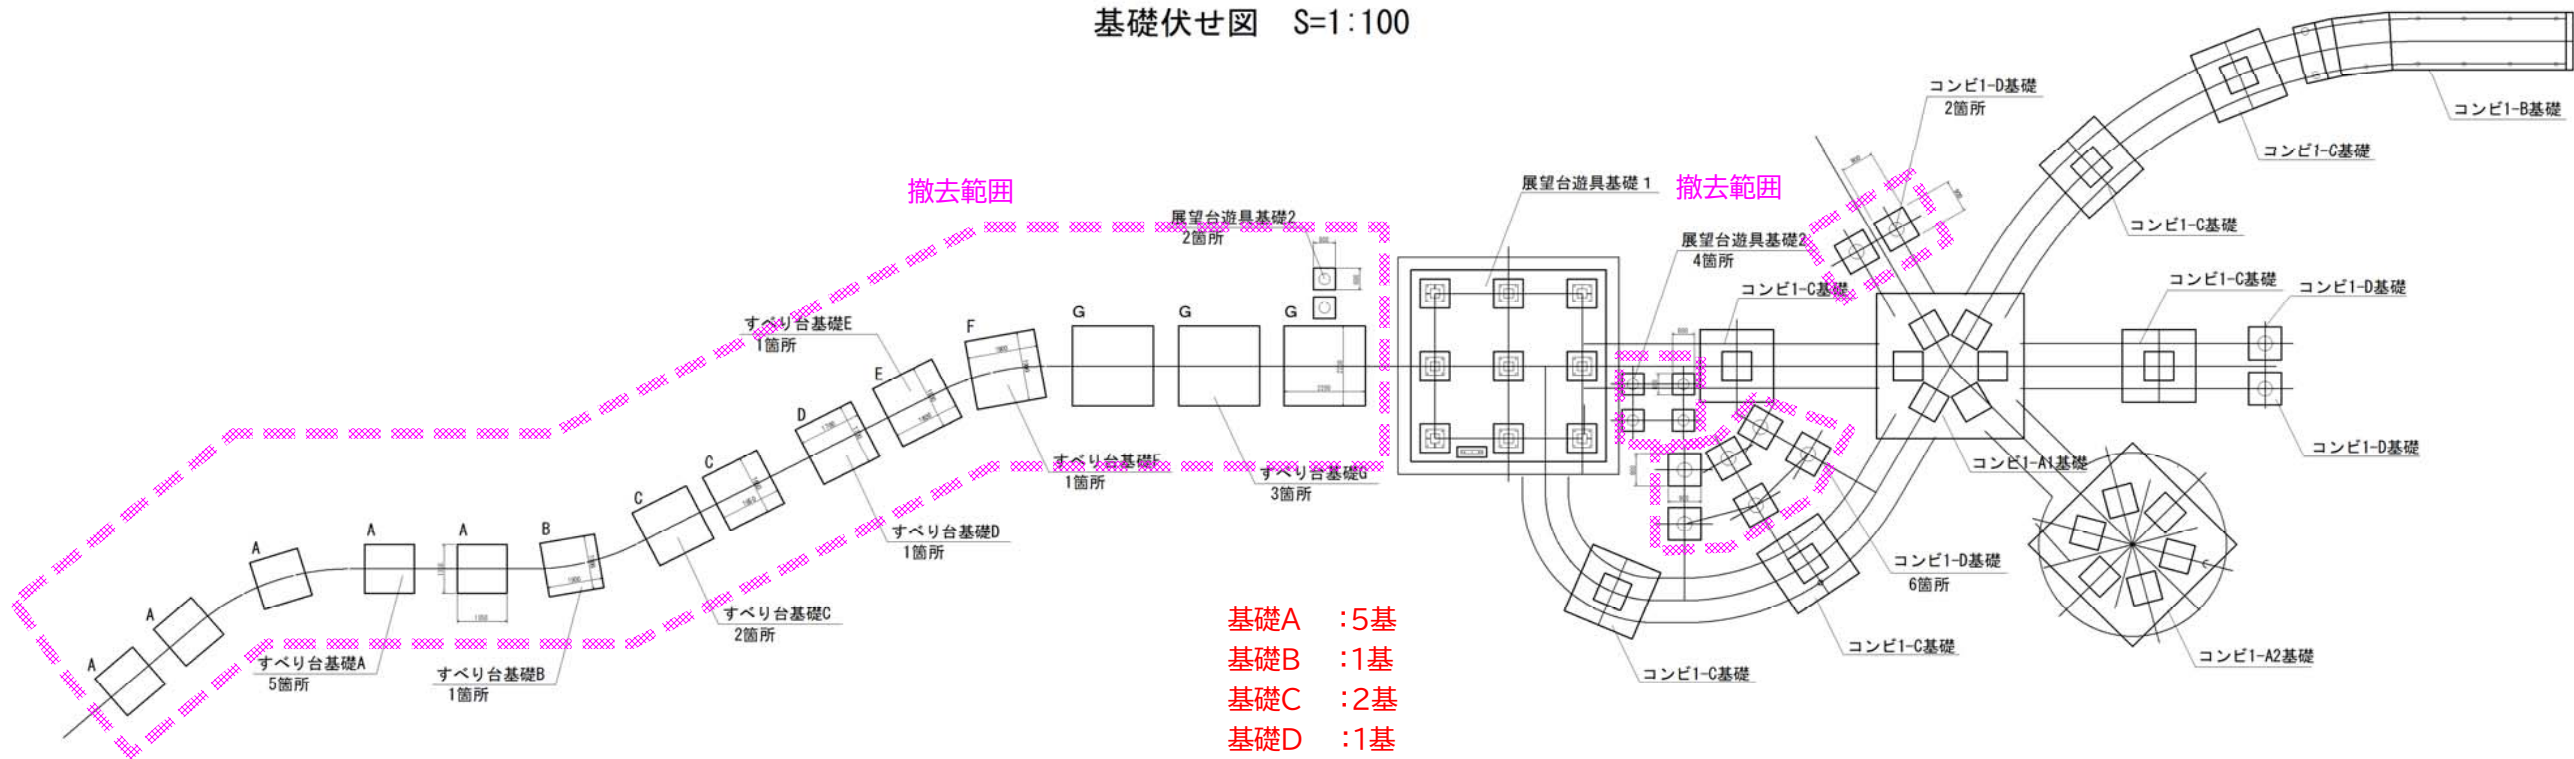 基礎伏せ図 S=1:100
コンビ1-D基礎
2箇所
コンビ1-B基礎
コンビ1-C基礎
撤去範囲
展望台遊具基礎1
撤去範囲
展望台遊具基礎2
2箇所
展望台遊具基礎2
4箇所
コンビ1-C基礎
コンビ1-C基礎
コンビ1-C基礎
コンビ1-D基礎
すべり台基礎E
1箇所
F
G
G
G
E
D
C
C
B
A
A
A
A
A
すべり台基礎F
1箇所
すべり台基礎G
3箇所
コンビ1-A1基礎
コンビ1-D基礎
すべり台基礎D
1箇所
コンビ1-D基礎
6箇所
すべり台基礎C
2箇所
コンビ1-C基礎
コンビ1-A2基礎
すべり台基礎A
5箇所
すべり台基礎B
1箇所
コンビ1-C基礎
基礎A :5基
基礎B :1基
基礎C :2基
基礎D :1基